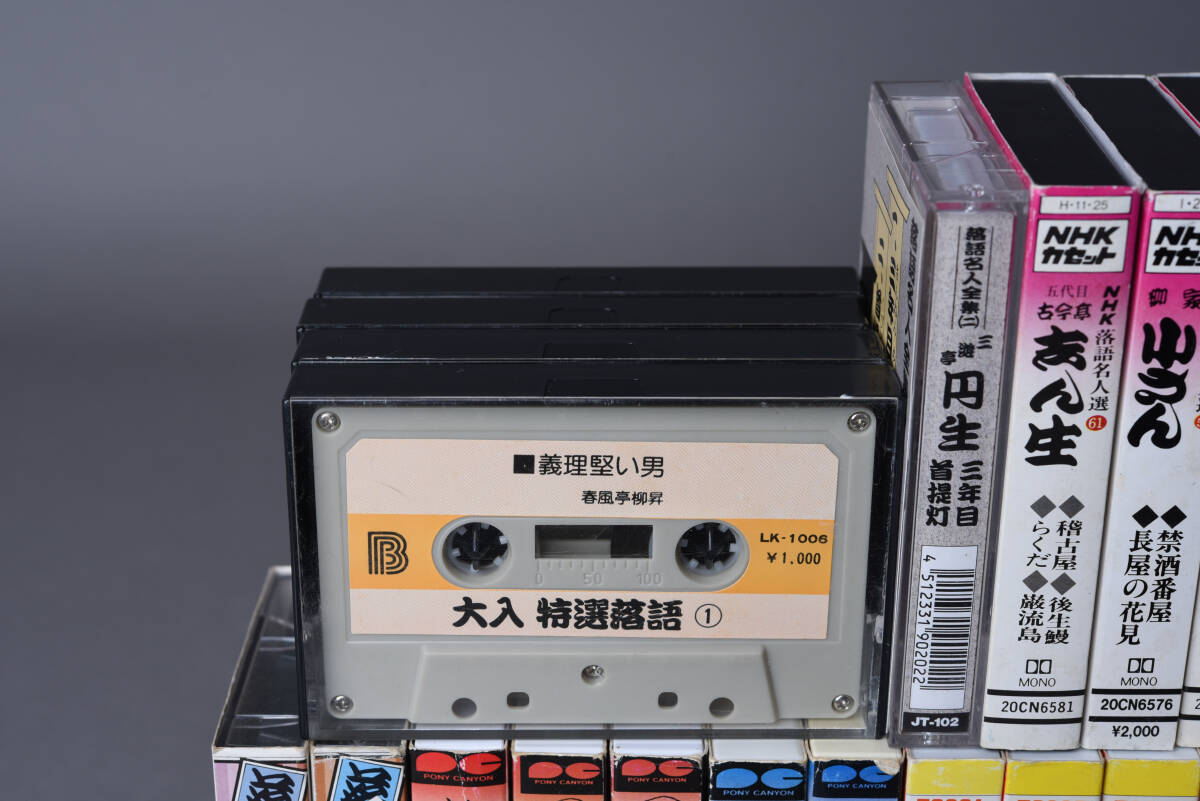 ■義理堅い男
春風亭柳昇
B
LK-1006
¥1.000
0 50 100
大入 特選落語 ①
落語名人全集(二)
三遊亭
円生
三年目
首提灯
4512331902022
JT-102
H・11・25
NHK
カセット
NHK落語名人選 61
五代目
古今亭
志ん生
◆稽古屋
◆後生鰻
◆らくだ
◆巌流島
MONO
20CN6581
NHK
カセット
小さん
◆禁酒番屋
◆長屋の花見
MONO
20CN6576
¥2,000
PONY CANYON
PONY CANYON
PONY CANYON
PONY CANYON
PONY CANYON